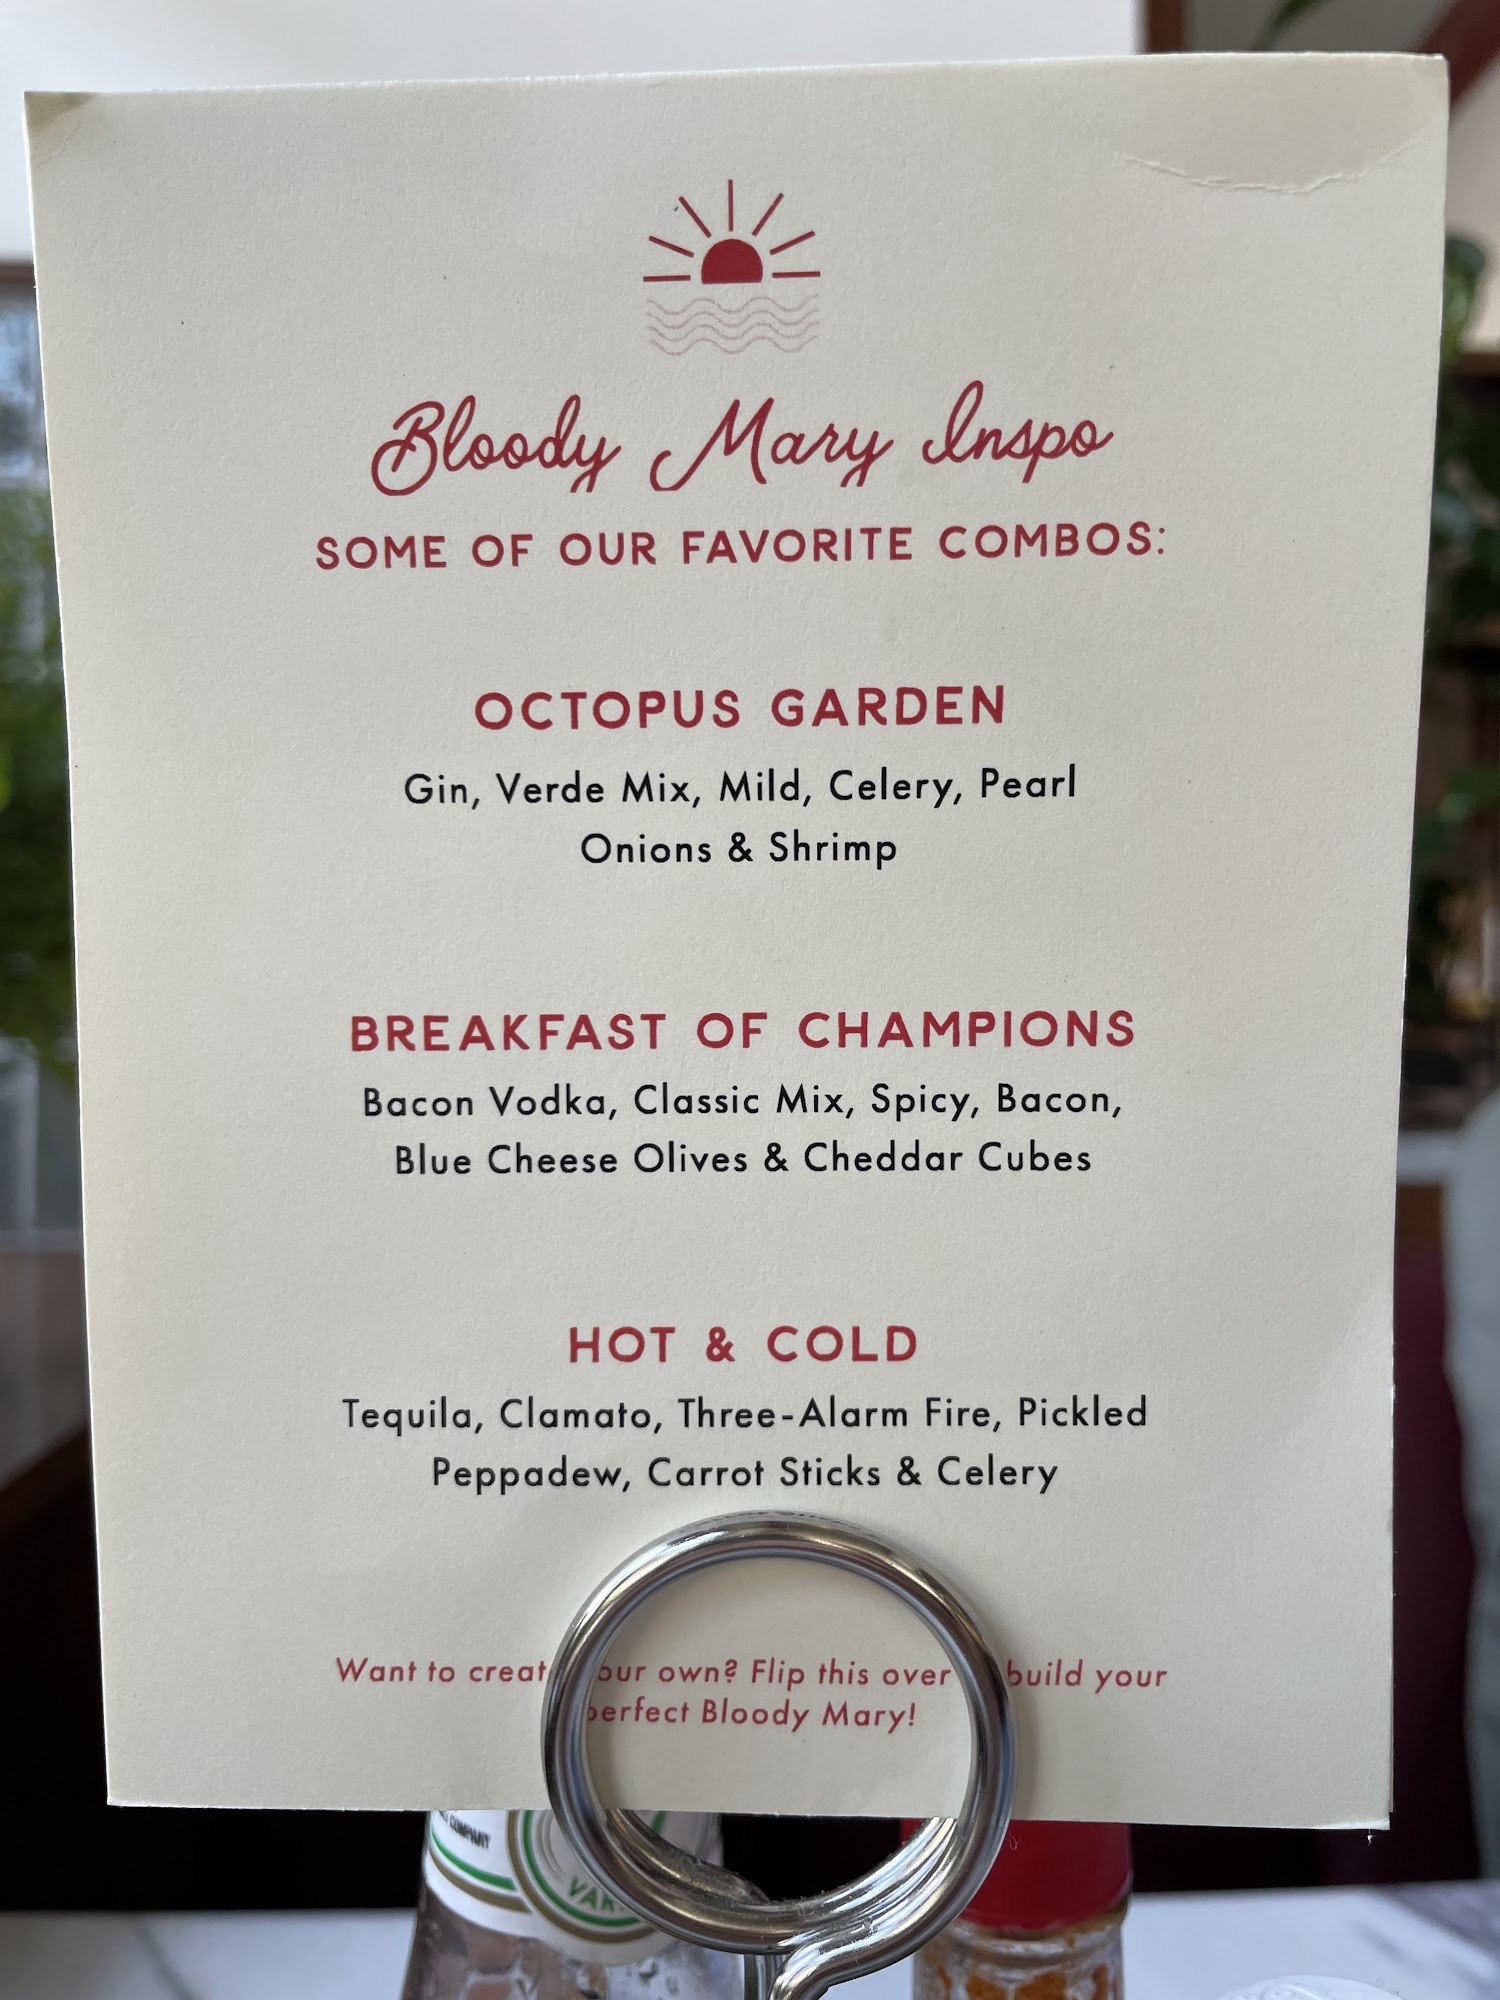 Bloody Mary Inspo
SOME OF OUR FAVORITE COMBOS:
OCTOPUS GARDEN
Gin, Verde Mix, Mild, Celery, Pearl
Onions & Shrimp
BREAKFAST OF CHAMPIONS
Bacon Vodka, Classic Mix, Spicy, Bacon,
Blue Cheese Olives & Cheddar Cubes
HOT & COLD
Tequila, Clamato, Three-Alarm Fire, Pickled
Peppadew, Carrot Sticks & Celery
Want to creat our own? Flip this over build your
perfect Bloody Mary!
COMPANY